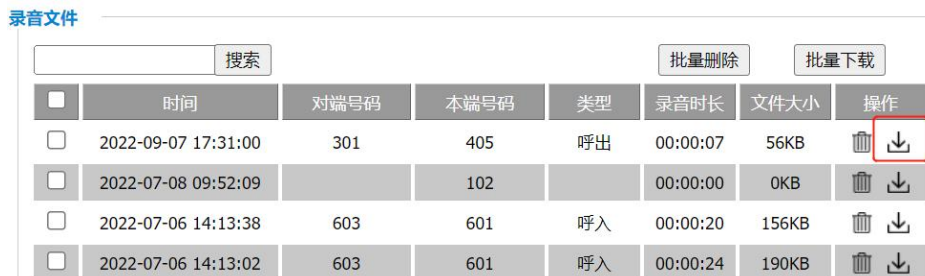 录音文件
搜索 批量删除 批量下载
时间 对端号码 本端号码 类型 录音时长 文件大小 操作
2022-09-07 17:31:00 301 405 呼出 00:00:07 56KB
2022-07-08 09:52:09 102 00:00:00 0KB
2022-07-06 14:13:38 603 601 呼入 00:00:20 156KB
2022-07-06 14:13:02 603 601 呼入 00:00:24 190KB